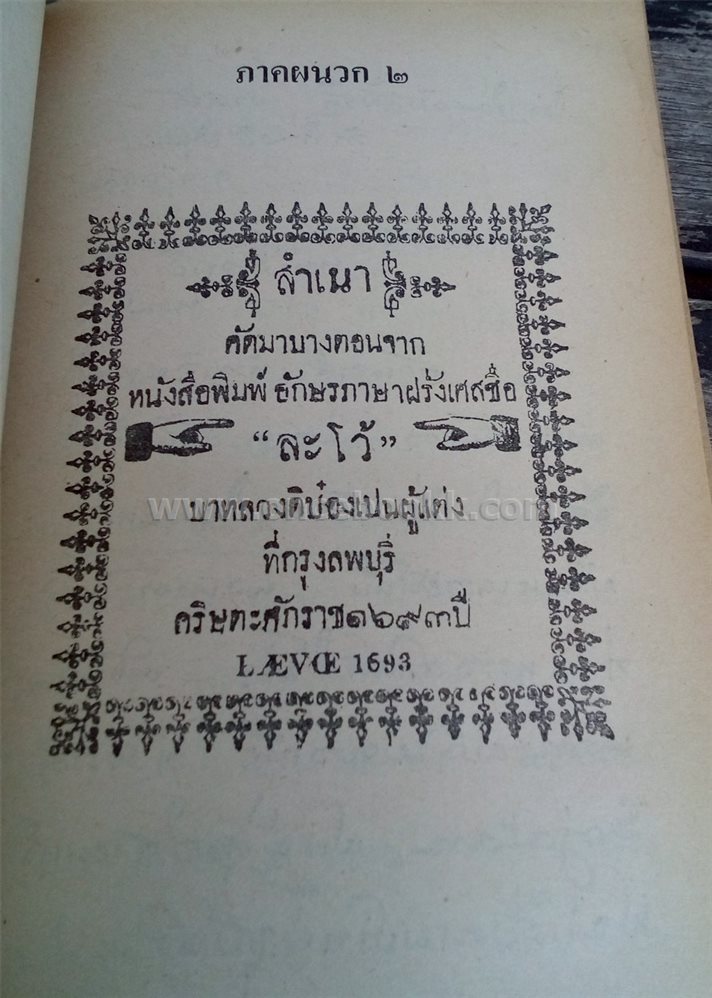 ภาคผนวก ๒
สำเนา
คัดมาบางตอนจาก
หนังสือพิมพ์ อักษรภาษาฝรั่งเศสชื่อ
“ละโว้”
บาทลวงคิบ๋องเปนผู้แต่ง
ที่กรุงลพบุรี
คริษตะศักราช๑๖๙๓ปี
LÆVŒ 1693